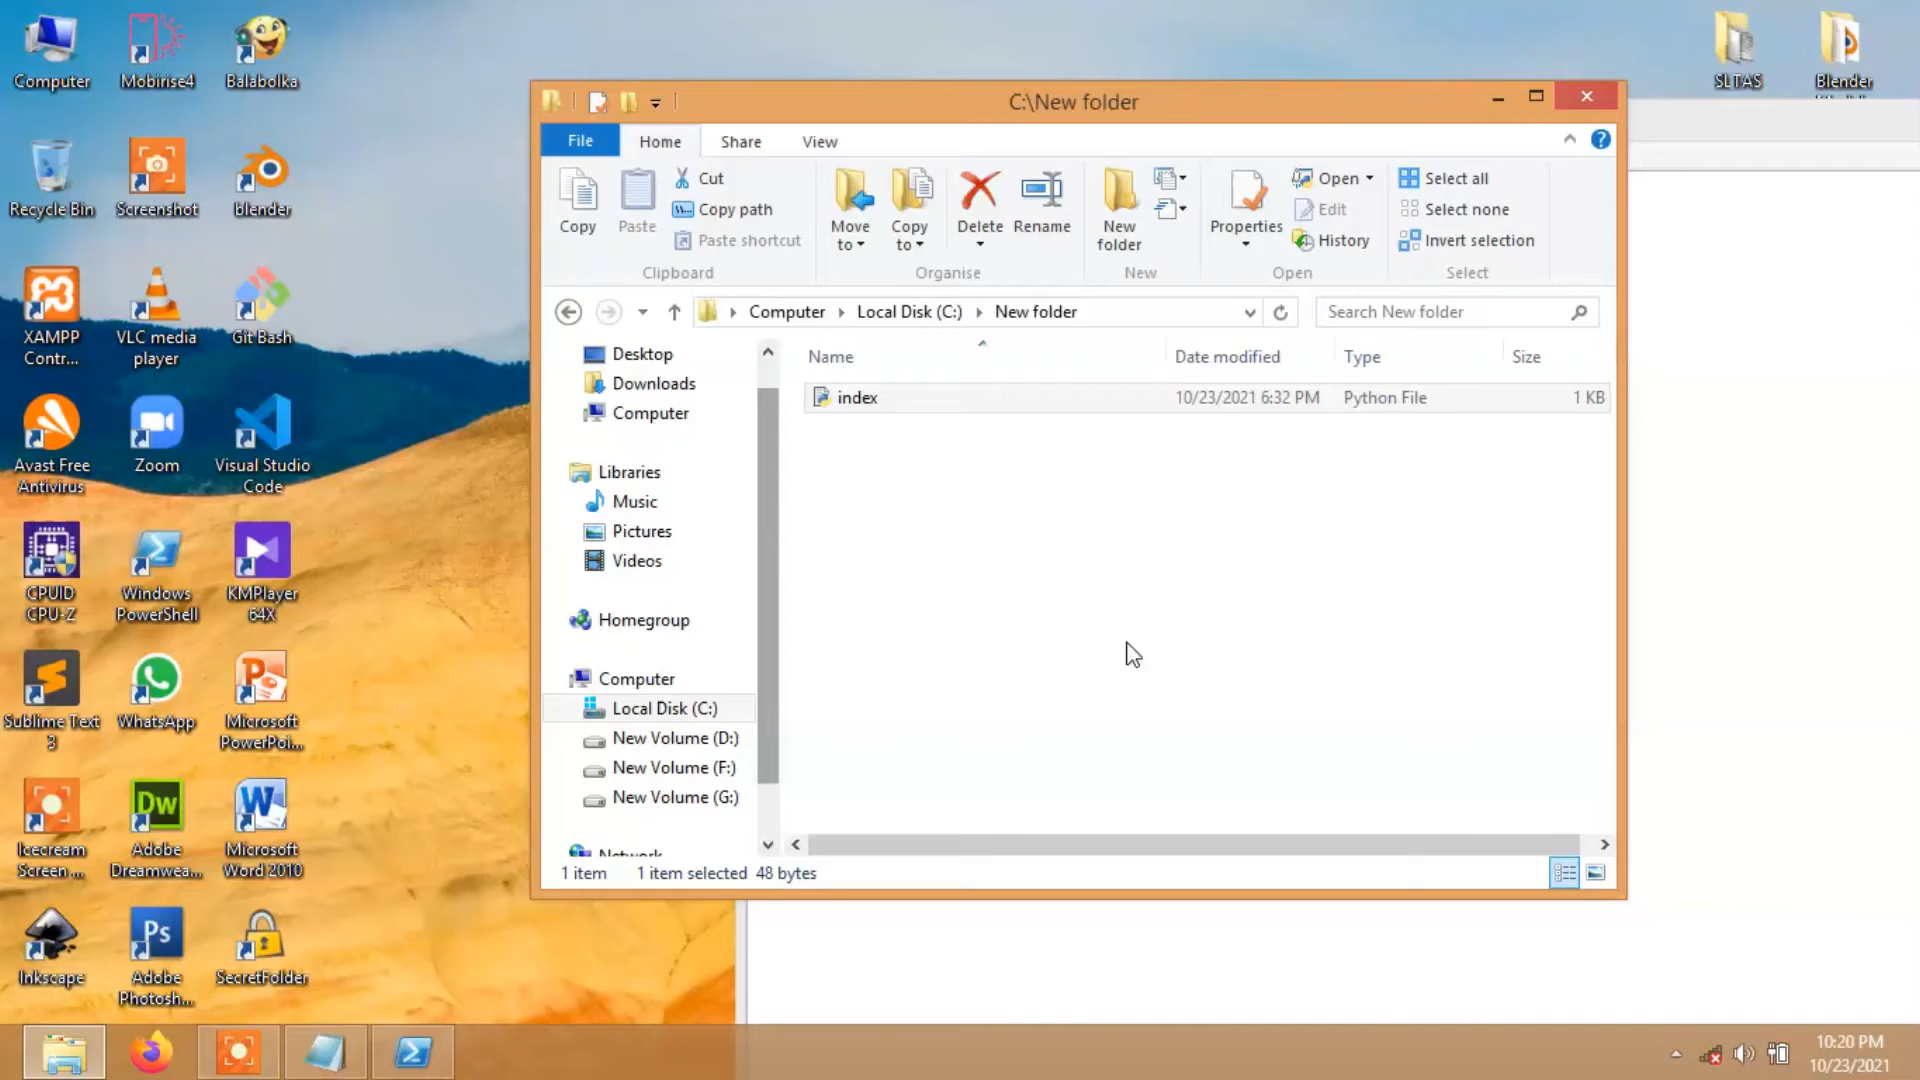 Computer
Mobirise4
Balabolka
Recycle Bin
Screenshot
blender
XAMPP
Contr...
VLC media
player
Git Bash
Avast Free
Antivirus
Zoom
Visual Studio
Code
CPUID
CPU-Z
Windows
PowerShell
KMPlayer
64X
Sublime Text
3
WhatsApp
Microsoft
PowerPoi...
Icecream
Screen ...
Dw
Adobe
Dreamwea...
Microsoft
Word 2010
Inkscape
Ps
Adobe
Photosh...
SecretFolder
SLTAS
Blender
C:\New folder
File
Home
Share
View
Copy
Paste
Cut
Copy path
Paste shortcut
Clipboard
Move
to
Copy
to
Delete
Rename
Organise
New
folder
New
Properties
Open
Edit
History
Open
Select all
Select none
Invert selection
Select
Computer
Local Disk (C:)
New folder
Search New folder
Desktop
Downloads
Computer
Libraries
Music
Pictures
Videos
Homegroup
Computer
Local Disk (C:)
New Volume (D:)
New Volume (F:)
New Volume (G:)
Network
Name
Date modified
Type
Size
index
10/23/2021 6:32 PM
Python File
1 KB
1 item
1 item selected
48 bytes
10:20 PM
10/23/2021